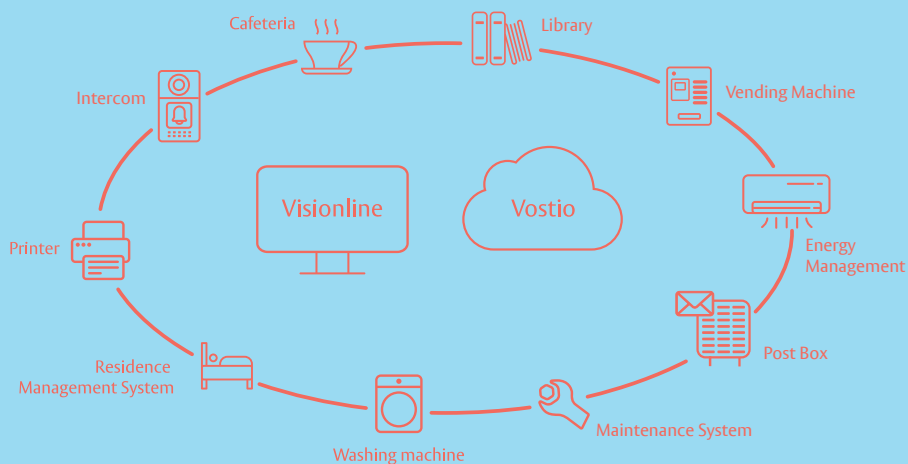 Cafeteria
Library
Intercom
Vending Machine
Visionline
Vostio
Printer
Energy
Management
Post Box
Residence
Management System
Maintenance System
Washing machine